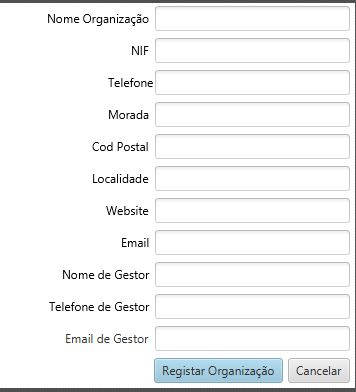 Nome Organização
NIF
Telefone
Morada
Cod Postal
Localidade
Website
Email
Nome de Gestor
Telefone de Gestor
Email de Gestor
Registar Organização Cancelar